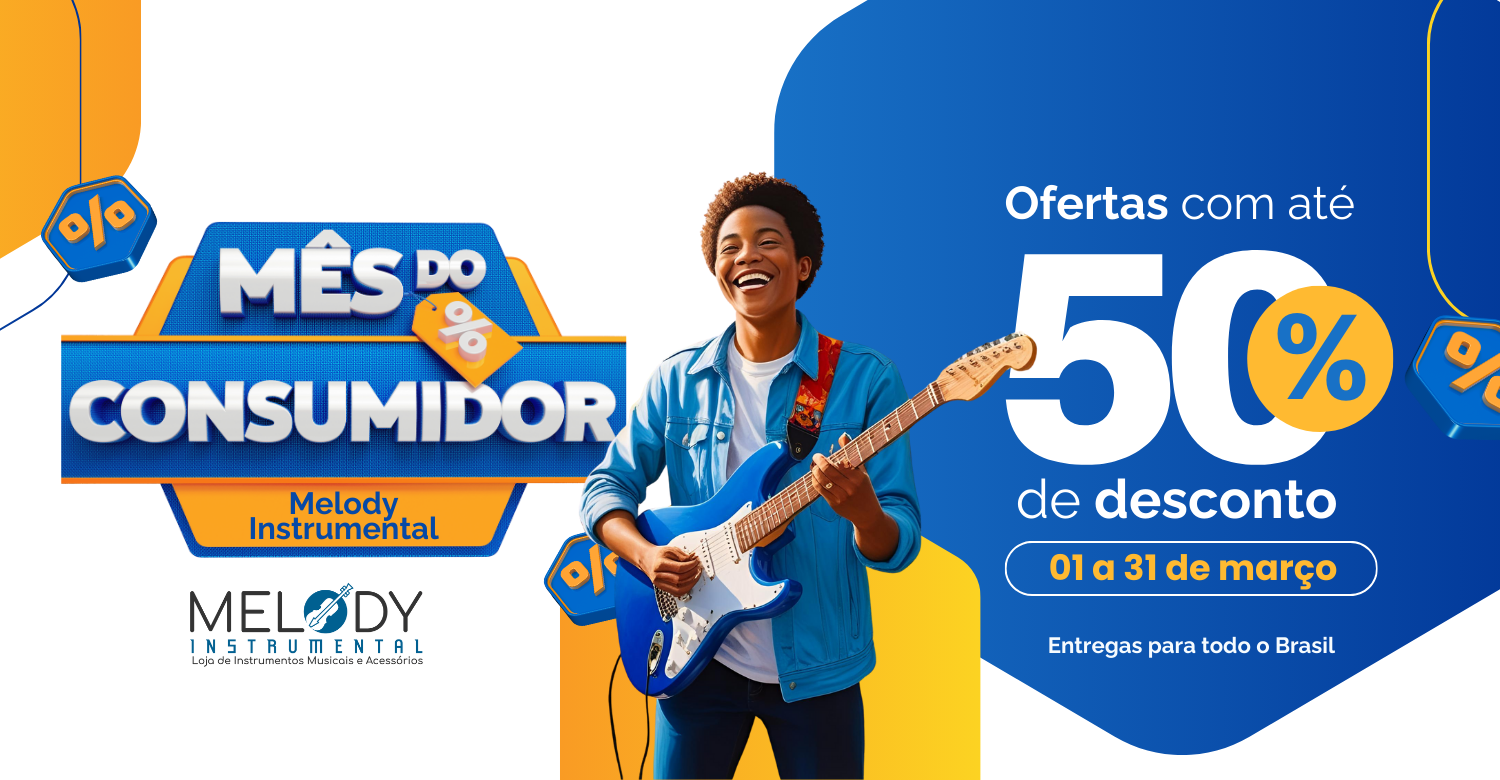 MÊS DO
%
CONSUMIDOR
Melody
Instrumental
MELODY
INSTRUMENTAL
Loja de Instrumentos Musicais e Acessórios
Ofertas com até
50%
de desconto
01 a 31 de março
Entregas para todo o Brasil
%
%
%